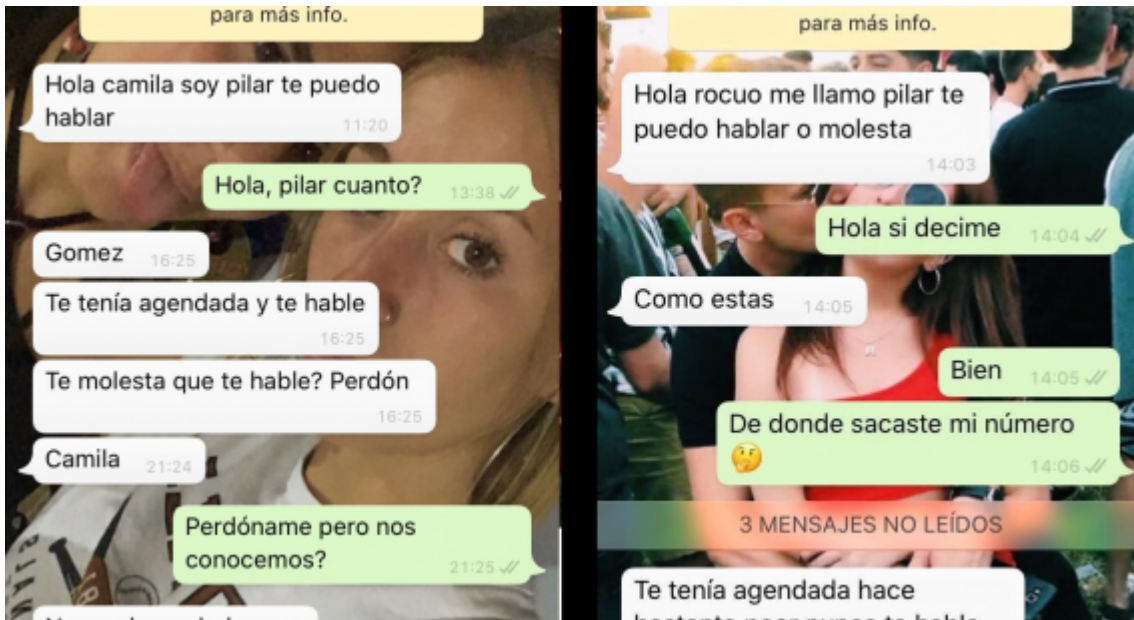 para más info.
Hola camila soy pilar te puedo
hablar
11:20
Hola, pilar cuanto?
13:38
Gomez
16:25
Te tenía agendada y te hable
16:25
Te molesta que te hable? Perdón
16:25
Camila
21:24
Perdóname pero nos
conocemos?
21:25
para más info.
Hola rocuo me llamo pilar te
puedo hablar o molesta
14:03
Hola si decime
14:04
Como estas
14:05
Bien
14:05
De donde sacaste mi número
🤔
14:06
3 MENSAJES NO LEÍDOS
Te tenía agendada hace